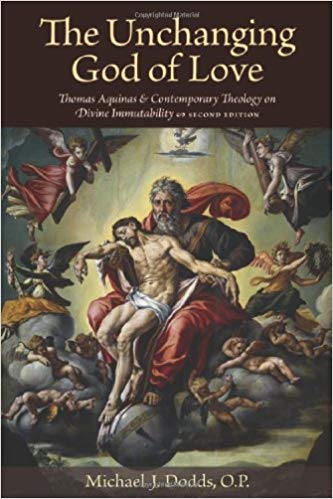 The Unchanging
God of Love
Thomas Aquinas & Contemporary Theology on
Divine Immutability SECOND EDITION
Michael J. Dodds, O.P.